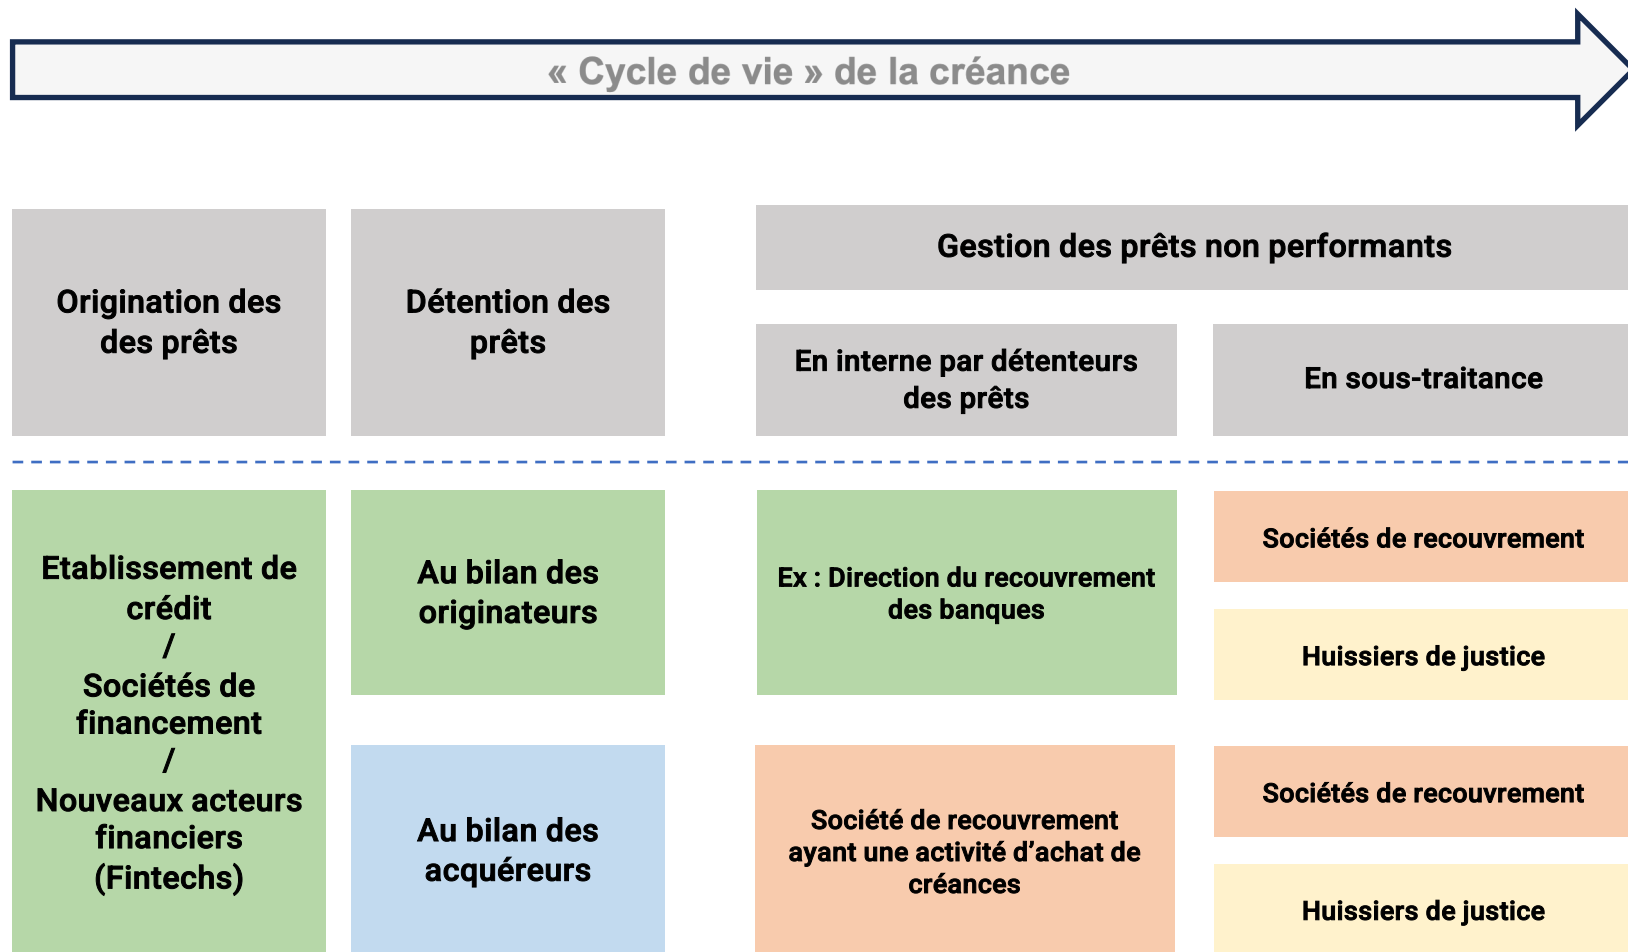 « Cycle de vie » de la créance
Origination des
des prêts
Détention des
prêts
Gestion des prêts non performants
En interne par détenteurs
des prêts
En sous-traitance
Etablissement de
crédit
/
Sociétés de
financement
/
Nouveaux acteurs
financiers
(Fintechs)
Au bilan des
originateurs
Ex : Direction du recouvrement
des banques
Sociétés de recouvrement
Huissiers de justice
Au bilan des
acquéreurs
Société de recouvrement
ayant une activité d’achat de
créances
Sociétés de recouvrement
Huissiers de justice